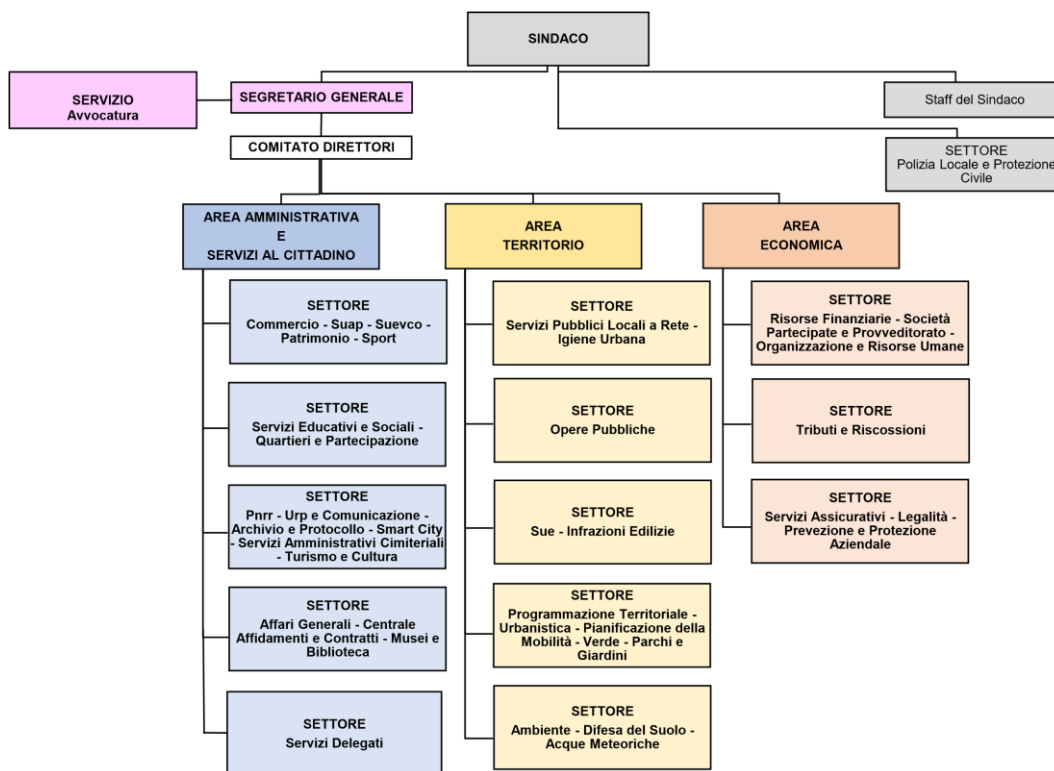 SINDACO
SERVIZIO
Avvocatura
SEGRETARIO GENERALE
Staff del Sindaco
COMITATO DIRETTORI
SETTORE
Polizia Locale e Protezione
Civile
AREA AMMINISTRATIVA
E
SERVIZI AL CITTADINO
AREA
TERRITORIO
AREA
ECONOMICA
SETTORE
Commercio - Suap - Suevco -
Patrimonio - Sport
SETTORE
Servizi Pubblici Locali a Rete -
Igiene Urbana
SETTORE
Risorse Finanziarie - Società
Partecipate e Provveditorato -
Organizzazione e Risorse Umane
SETTORE
Servizi Educativi e Sociali -
Quartieri e Partecipazione
SETTORE
Opere Pubbliche
SETTORE
Tributi e Riscossioni
SETTORE
Pnrr - Urp e Comunicazione -
Archivio e Protocollo - Smart City
- Servizi Amministrativi Cimiteriali
- Turismo e Cultura
SETTORE
Sue - Infrazioni Edilizie
SETTORE
Servizi Assicurativi - Legalità -
Prevezione e Protezione
Aziendale
SETTORE
Affari Generali - Centrale
Affidamenti e Contratti - Musei e
Biblioteca
SETTORE
Programmazione Territoriale -
Urbanistica - Pianificazione della
Mobilità - Verde - Parchi e
Giardini
SETTORE
Servizi Delegati
SETTORE
Ambiente - Difesa del Suolo -
Acque Meteoriche